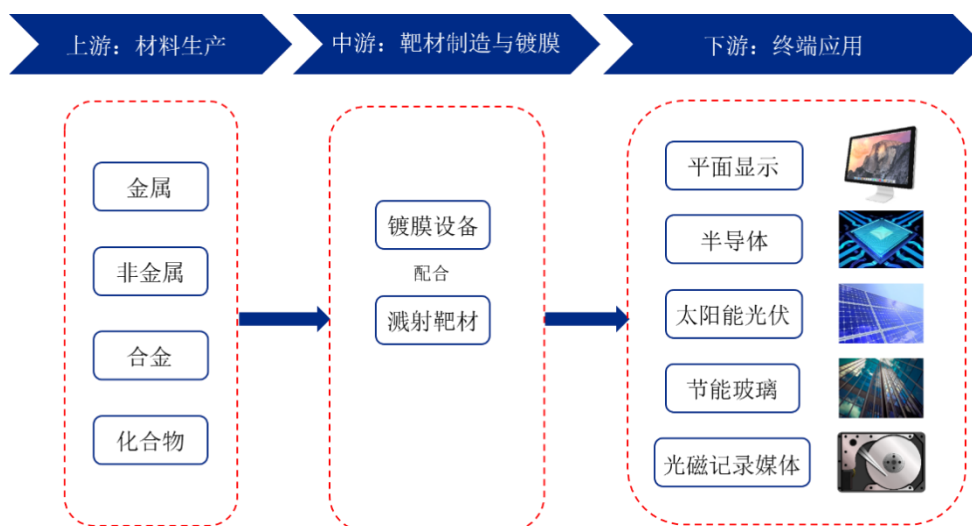 上游：材料生产
中游：靶材制造与镀膜
下游：终端应用
金属
非金属
合金
化合物
镀膜设备
配合
溅射靶材
平面显示
半导体
太阳能光伏
节能玻璃
光磁记录媒体